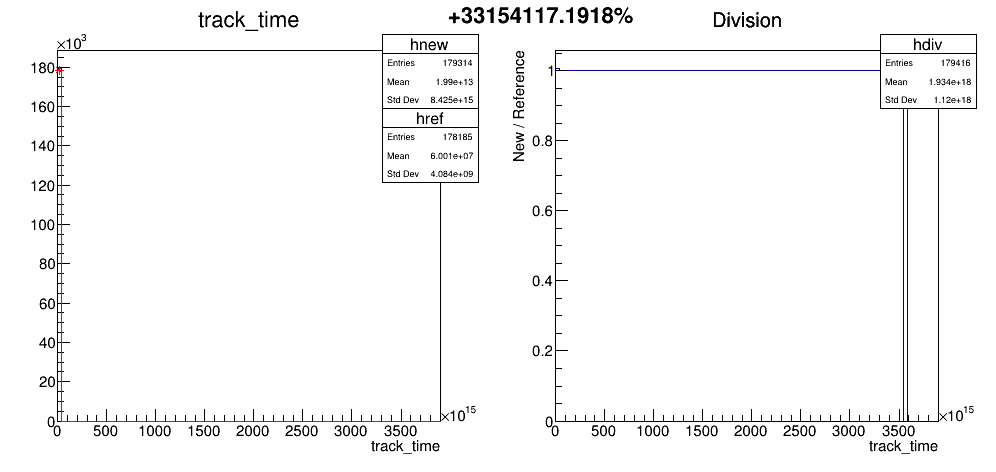 +33154117.1918%
track_time
×10³
180
160
140
120
100
80
60
40
20
0
0 500 1000 1500 2000 2500 3000 3500
×10¹⁵
track_time
hnew
Entries 179314
Mean 1.99e+13
Std Dev 8.425e+15
href
Entries 178185
Mean 6.001e+07
Std Dev 4.084e+09
Division
New / Reference
1
0.8
0.6
0.4
0.2
0
0 500 1000 1500 2000 2500 3000 3500
×10¹⁵
track_time
hdiv
Entries 179416
Mean 1.934e+18
Std Dev 1.12e+18